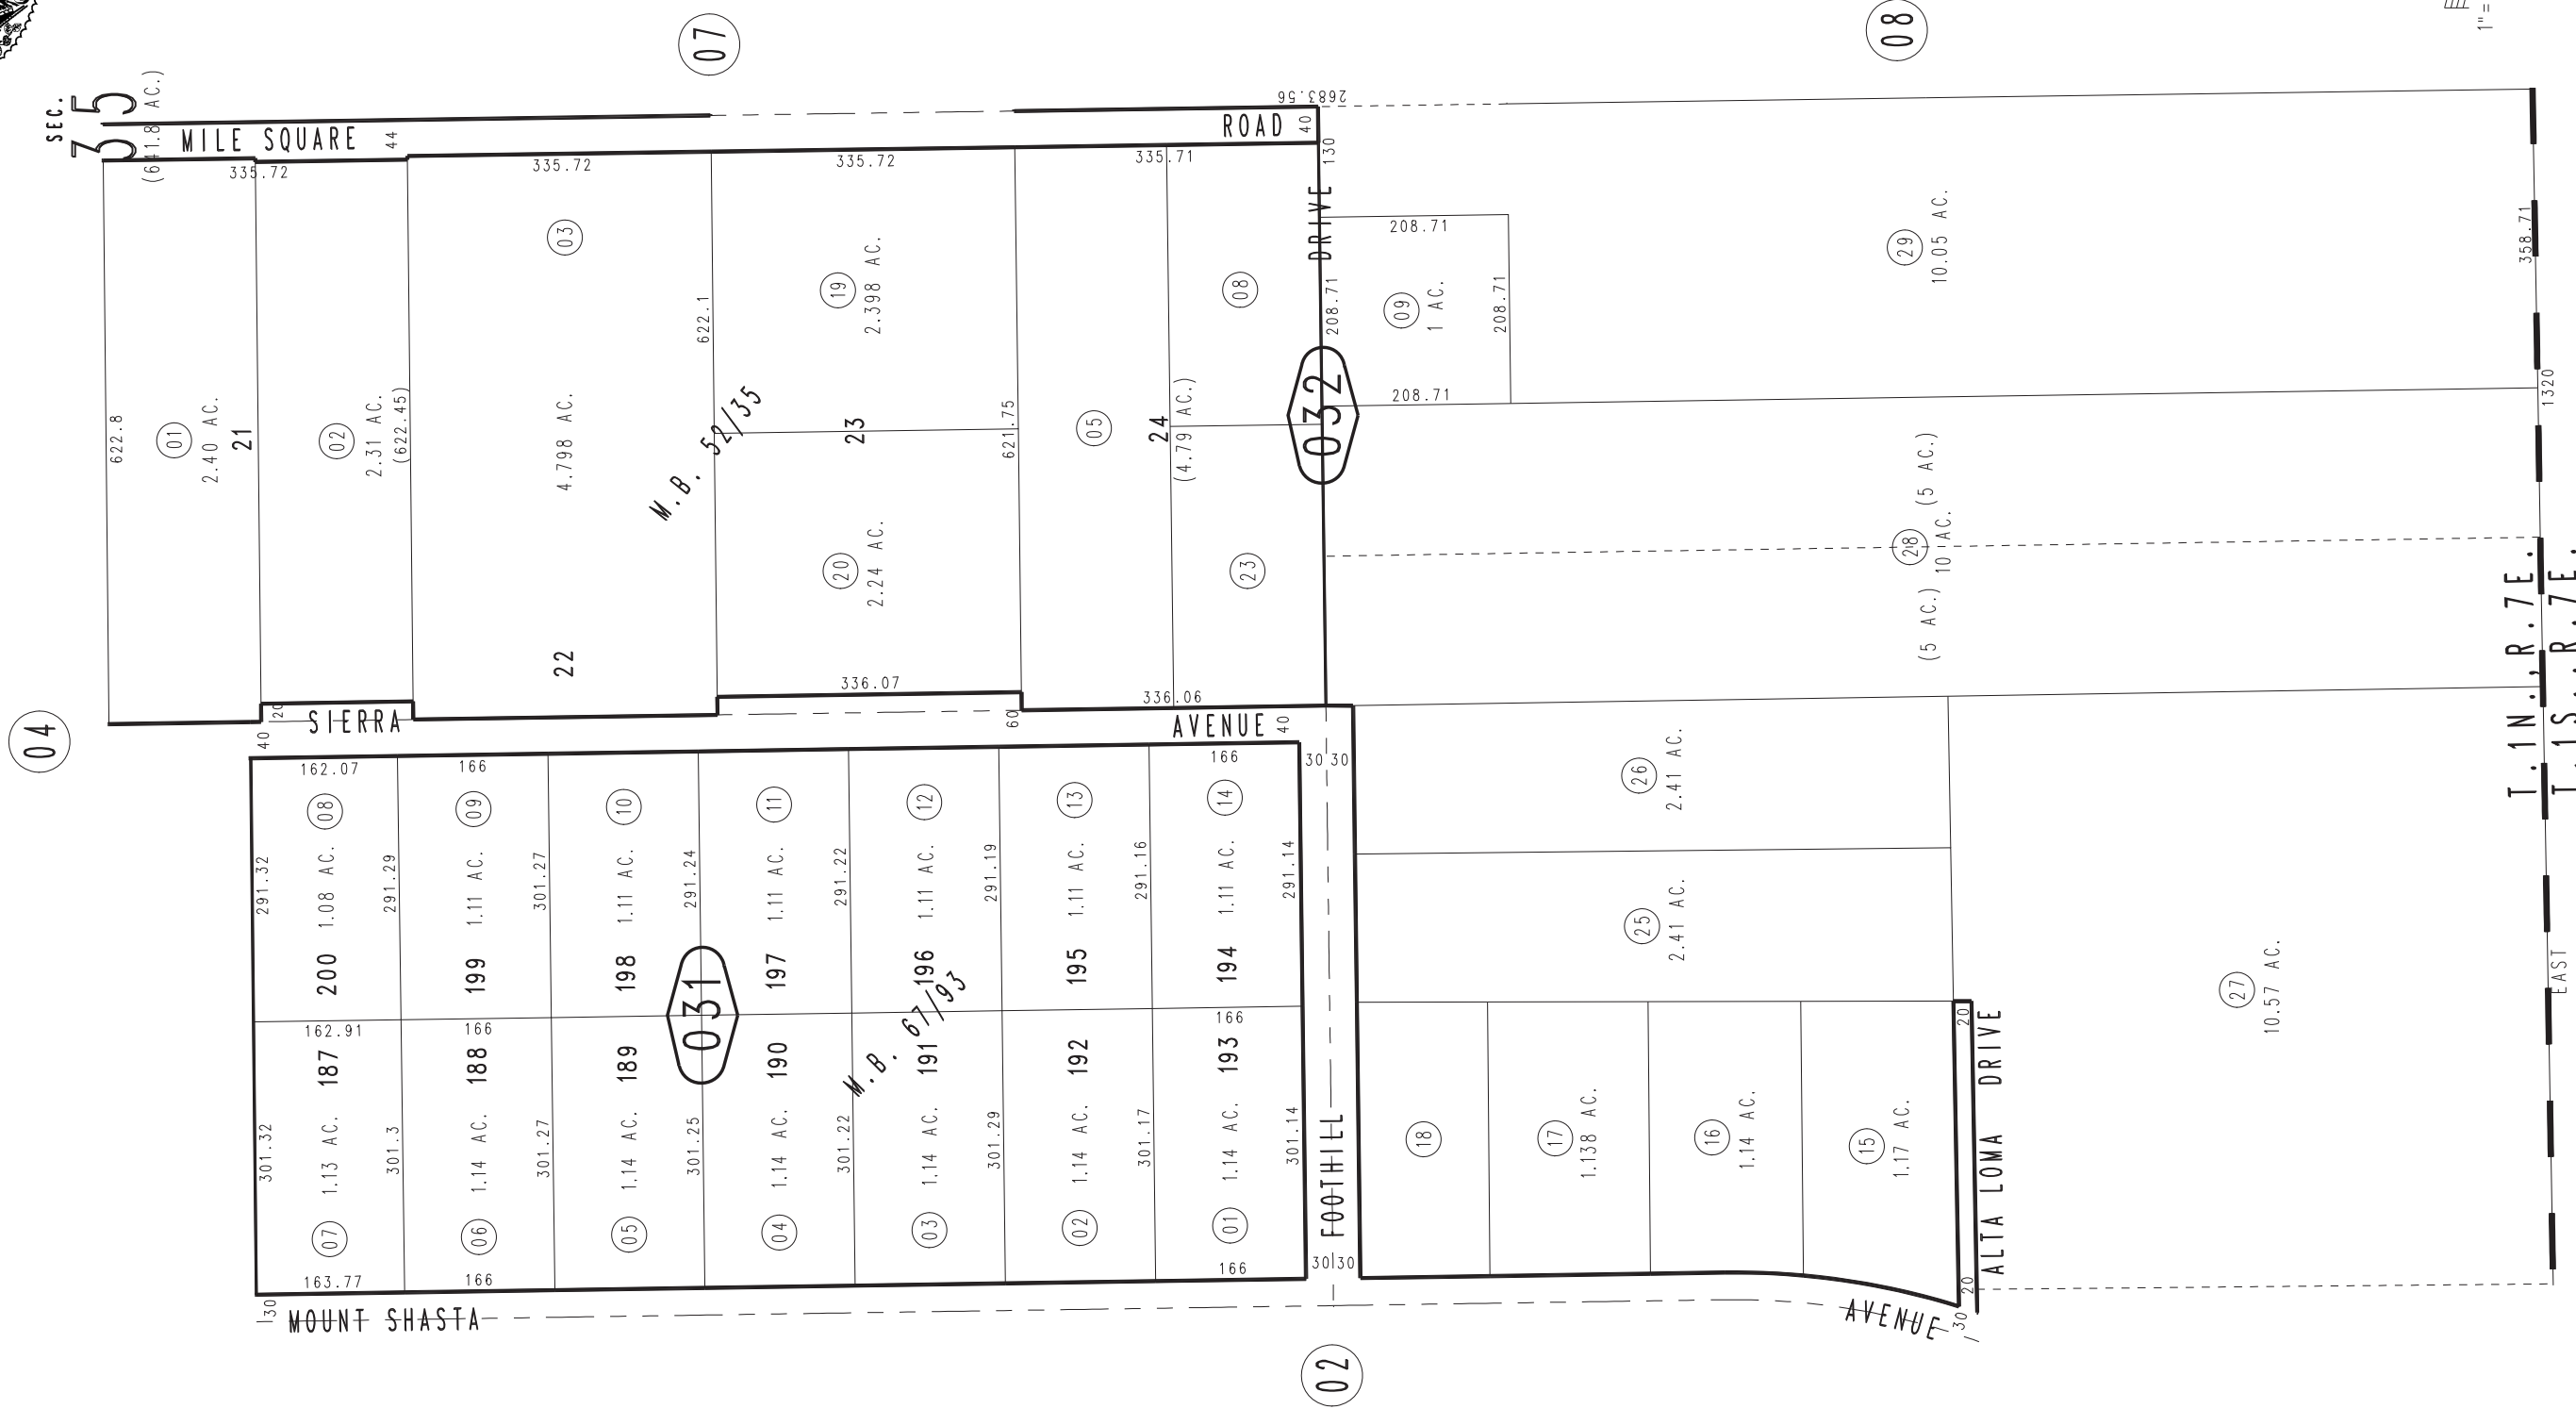 07
08
1"=
SEC.
35
(641.8 AC.)
MILE SQUARE
44
ROAD
40
2683.56
130
335.72
335.72
335.72
335.71
DRIVE
208.71
208.71
208.71
208.71
09
1 AC.
29
10.05 AC.
358.71
03
19
2.398 AC.
08
622.1
622.8
01
2.40 AC.
21
02
2.31 AC.
(622.45)
4.798 AC.
M.B. 52/35
23
621.75
05
24
(4.79 AC.)
032
1320
20
2.24 AC.
23
28
10 AC.
(5 AC.)
(5 AC.)
22
336.07
336.06
04
20
SIERRA
60
AVENUE
40
40
30 30
T.1N.,R.7E.
T.1S.,R.7E.
162.07
166
166
08
09
10
11
12
13
14
26
2.41 AC.
291.32
1.08 AC.
291.29
1.11 AC.
301.27
1.11 AC.
291.24
1.11 AC.
291.22
1.11 AC.
291.19
1.11 AC.
291.16
1.11 AC.
291.14
25
2.41 AC.
200
199
198
197
196
195
194
031
M.B. 67/93
27
10.57 AC.
EAST
162.91
166
166
187
188
189
190
191
192
193
20
301.32
1.13 AC.
301.3
1.14 AC.
301.27
1.14 AC.
301.25
1.14 AC.
301.22
1.14 AC.
301.29
1.14 AC.
301.17
1.14 AC.
301.14
FOOTHILL
18
17
1.138 AC.
16
1.14 AC.
15
1.17 AC.
ALTA LOMA DRIVE
07
06
05
04
03
02
01
163.77
166
166
30 30
20
30
MOUNT SHASTA
AVENUE
30
02